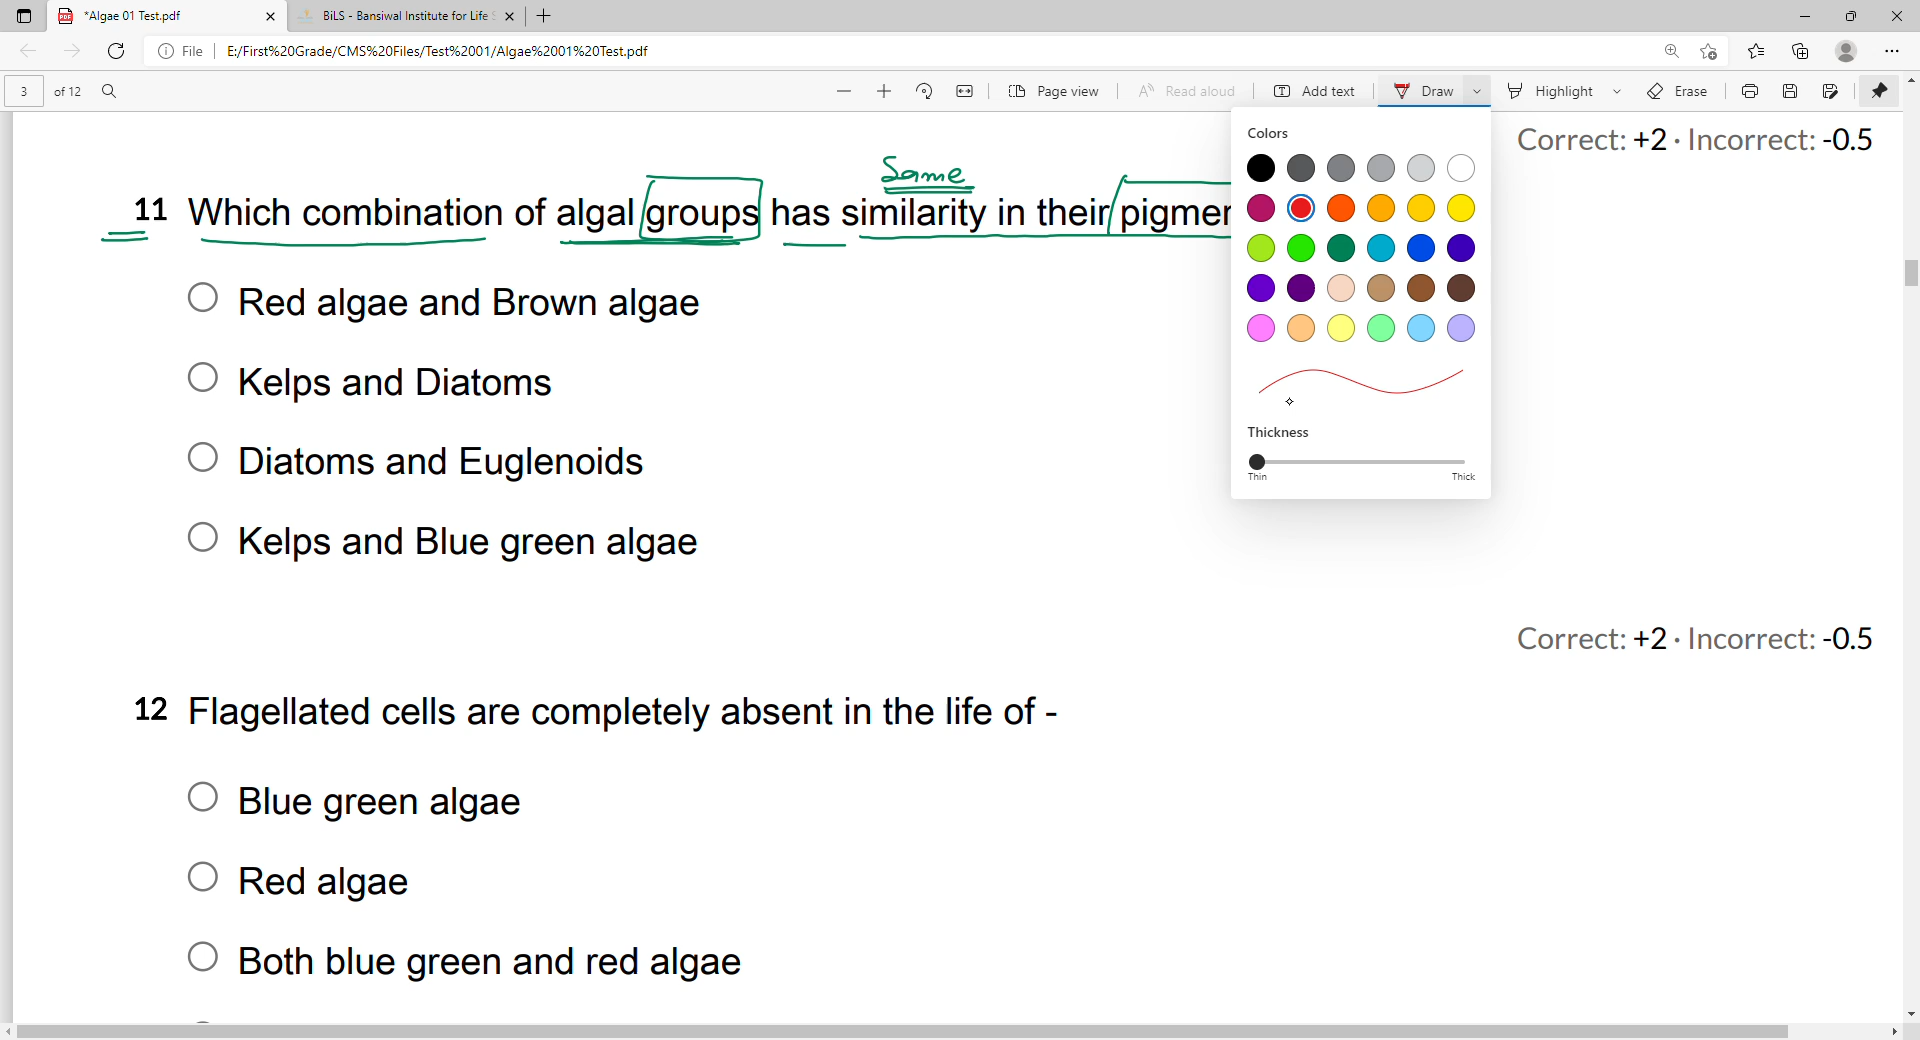 *Algae 01 Test.pdf
BiLS - Bansiwal Institute for Life S
File
E:/First%20Grade/CMS%20Files/Test%2001/Algae%2001%20Test.pdf
3 of 12
Page view
Read aloud
Add text
Draw
Highlight
Erase
Colors
Thickness
Thin Thick
Correct: +2 · Incorrect: -0.5
Same
11 Which combination of algal groups has similarity in their pigmen
Red algae and Brown algae
Kelps and Diatoms
Diatoms and Euglenoids
Kelps and Blue green algae
Correct: +2 · Incorrect: -0.5
12 Flagellated cells are completely absent in the life of -
Blue green algae
Red algae
Both blue green and red algae